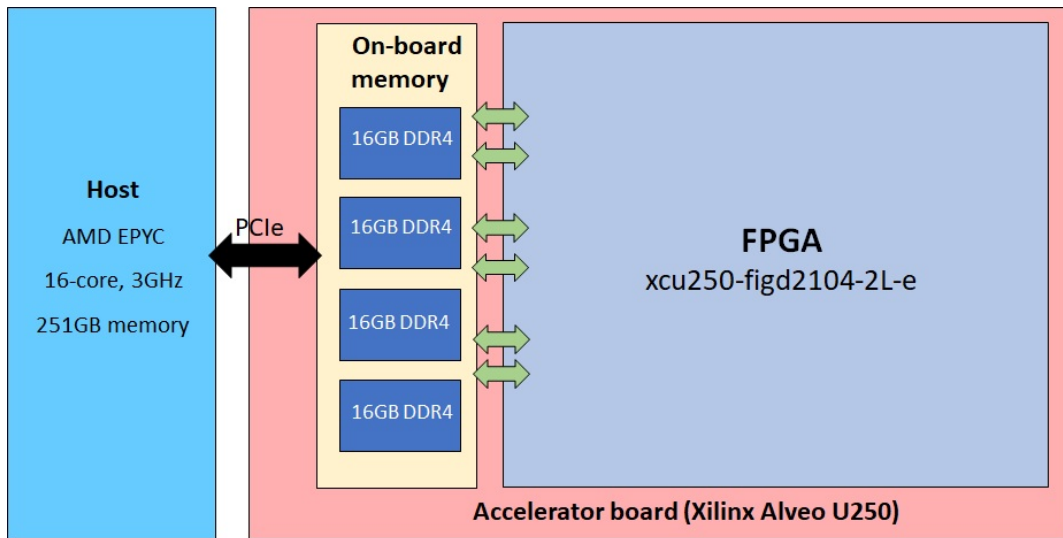 Host
AMD EPYC
16-core, 3GHz
251GB memory
PCIe
On-board
memory
16GB DDR4
16GB DDR4
16GB DDR4
16GB DDR4
FPGA
xcu250-figd2104-2L-e
Accelerator board (Xilinx Alveo U250)